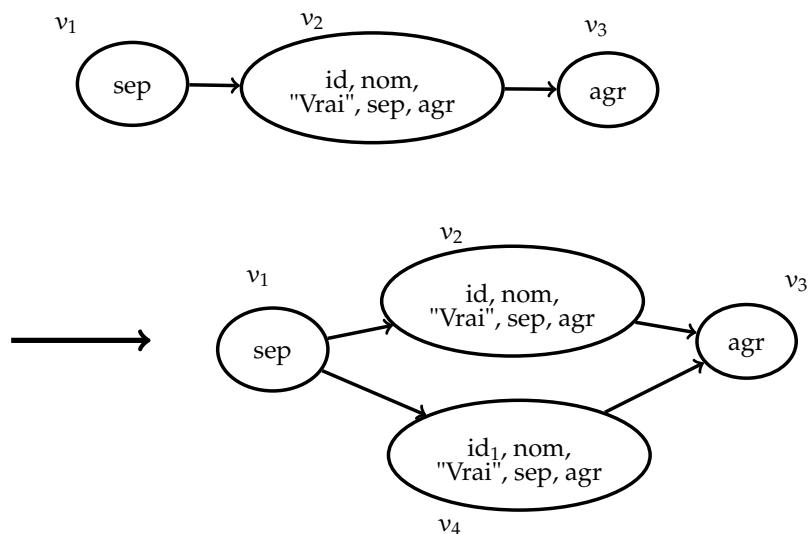 v1
v2
v3
sep
id, nom,
"Vrai", sep, agr
agr
v2
v1
v3
id, nom,
"Vrai", sep, agr
sep
agr
id1, nom,
"Vrai", sep, agr
v4